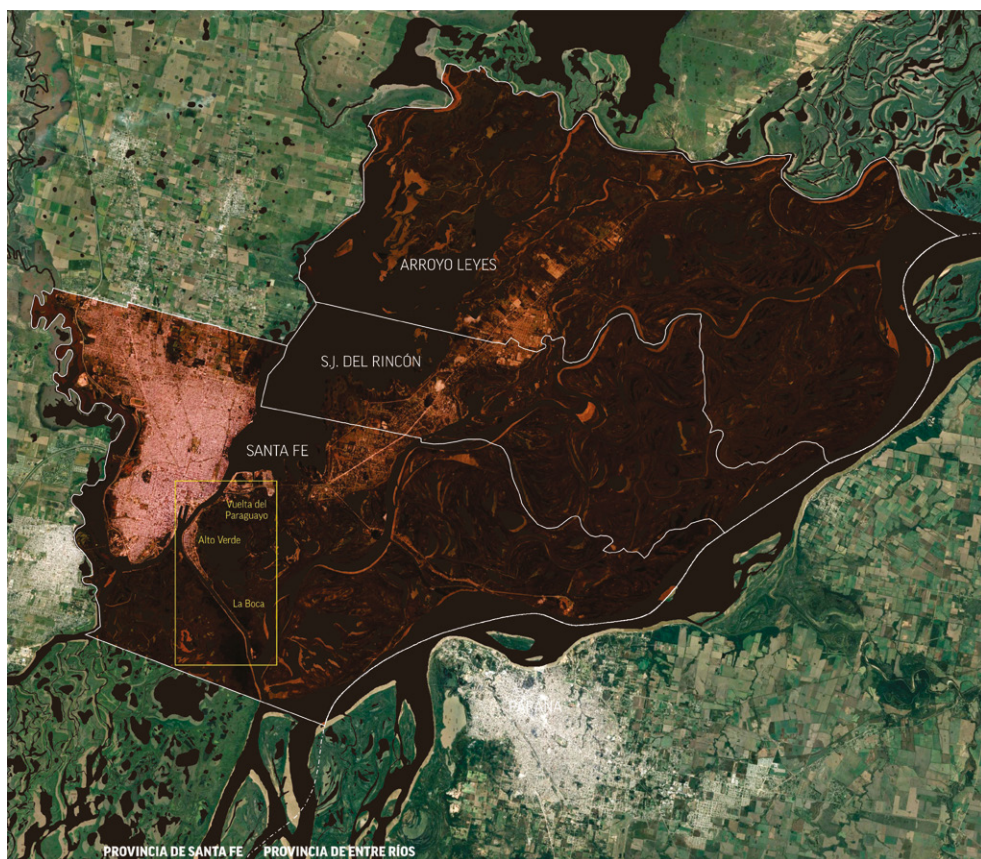 ARROYO LEYES
S.J. DEL RINCÓN
SANTA FE
Vuelta del
Paraguayo
Alto Verde
La Boca
PARANÁ
PROVINCIA DE SANTA FE
PROVINCIA DE ENTRE RÍOS